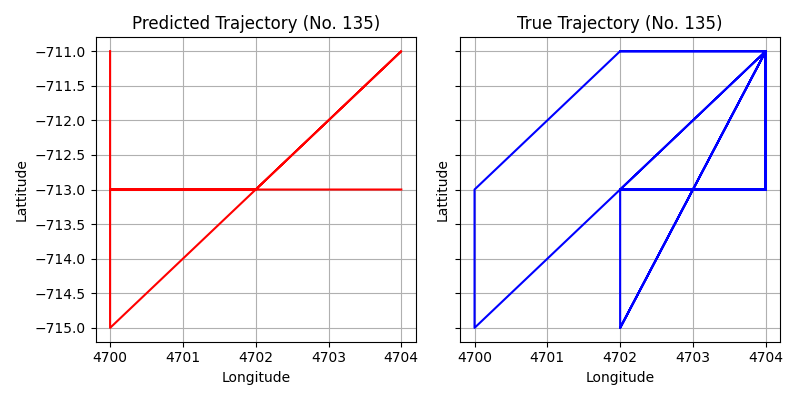 Predicted Trajectory (No. 135)
Lattitude
−711.0
−711.5
−712.0
−712.5
−713.0
−713.5
−714.0
−714.5
−715.0
4700 4701 4702 4703 4704
Longitude
True Trajectory (No. 135)
Lattitude
4700 4701 4702 4703 4704
Longitude